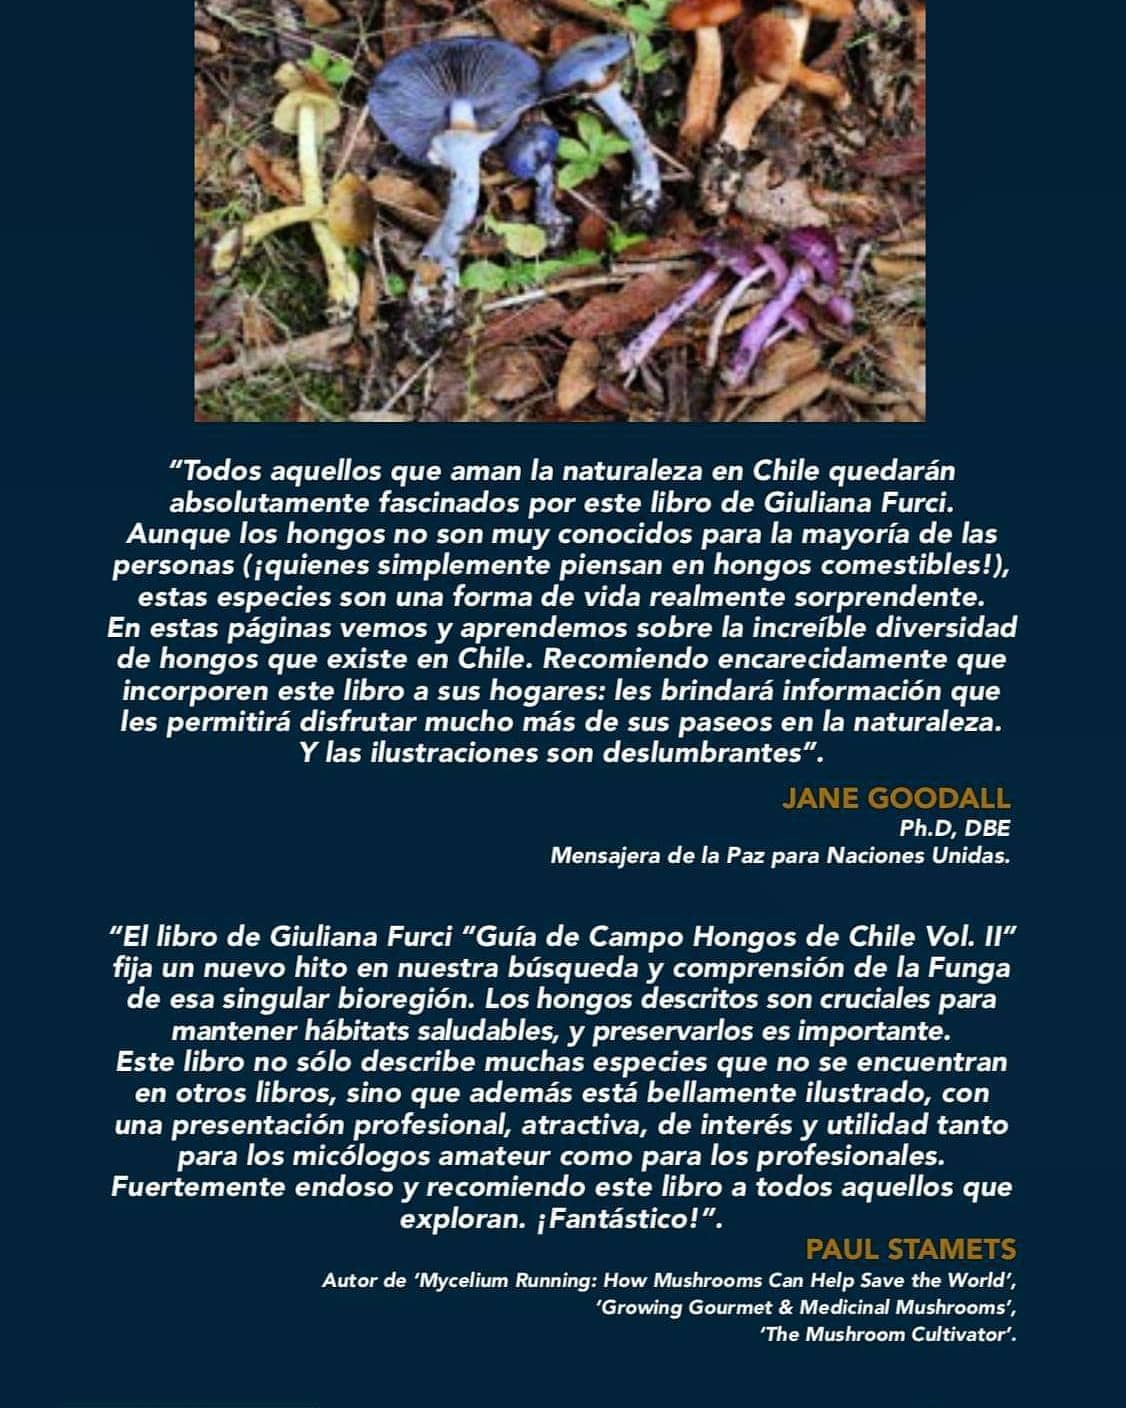 “Todos aquellos que aman la naturaleza en Chile quedarán
absolutamente fascinados por este libro de Giuliana Furci.
Aunque los hongos no son muy conocidos para la mayoría de las
personas (¡quienes simplemente piensan en hongos comestibles!),
estas especies son una forma de vida realmente sorprendente.
En estas páginas vemos y aprendemos sobre la increíble diversidad
de hongos que existe en Chile. Recomiendo encarecidamente que
incorporen este libro a sus hogares: les brindará información que
les permitirá disfrutar mucho más de sus paseos en la naturaleza.
Y las ilustraciones son deslumbrantes”.
JANE GOODALL
Ph.D, DBE
Mensajera de la Paz para Naciones Unidas.
“El libro de Giuliana Furci “Guía de Campo Hongos de Chile Vol. II”
fija un nuevo hito en nuestra búsqueda y comprensión de la Funga
de esa singular bioregión. Los hongos descritos son cruciales para
mantener hábitats saludables, y preservarlos es importante.
Este libro no sólo describe muchas especies que no se encuentran
en otros libros, sino que además está bellamente ilustrado, con
una presentación profesional, atractiva, de interés y utilidad tanto
para los micólogos amateur como para los profesionales.
Fuertemente endoso y recomiendo este libro a todos aquellos que
exploran. ¡Fantástico!”.
PAUL STAMETS
Autor de ‘Mycelium Running: How Mushrooms Can Help Save the World’,
‘Growing Gourmet & Medicinal Mushrooms’,
‘The Mushroom Cultivator’.